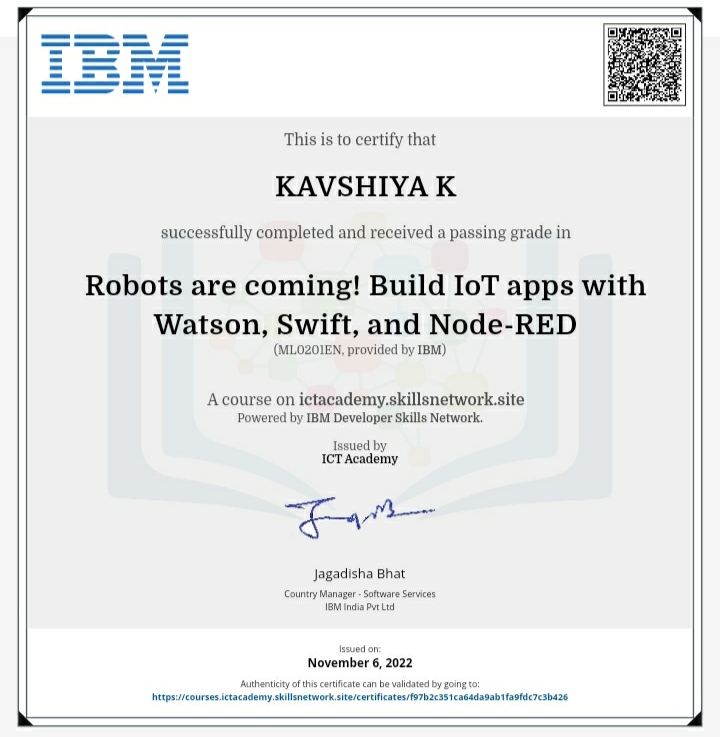 IBM
This is to certify that
KAVSHIYA K
successfully completed and received a passing grade in
Robots are coming! Build IoT apps with
Watson, Swift, and Node-RED
(ML0201EN, provided by IBM)
A course on ictacademy.skillsnetwork.site
Powered by IBM Developer Skills Network.
Issued by
ICT Academy
Jagadisha Bhat
Country Manager - Software Services
IBM India Pvt Ltd
Issued on:
November 6, 2022
Authenticity of this certificate can be validated by going to:
https://courses.ictacademy.skillsnetwork.site/certificates/f97b2c351ca64da9ab1fa9fdc7c3b426